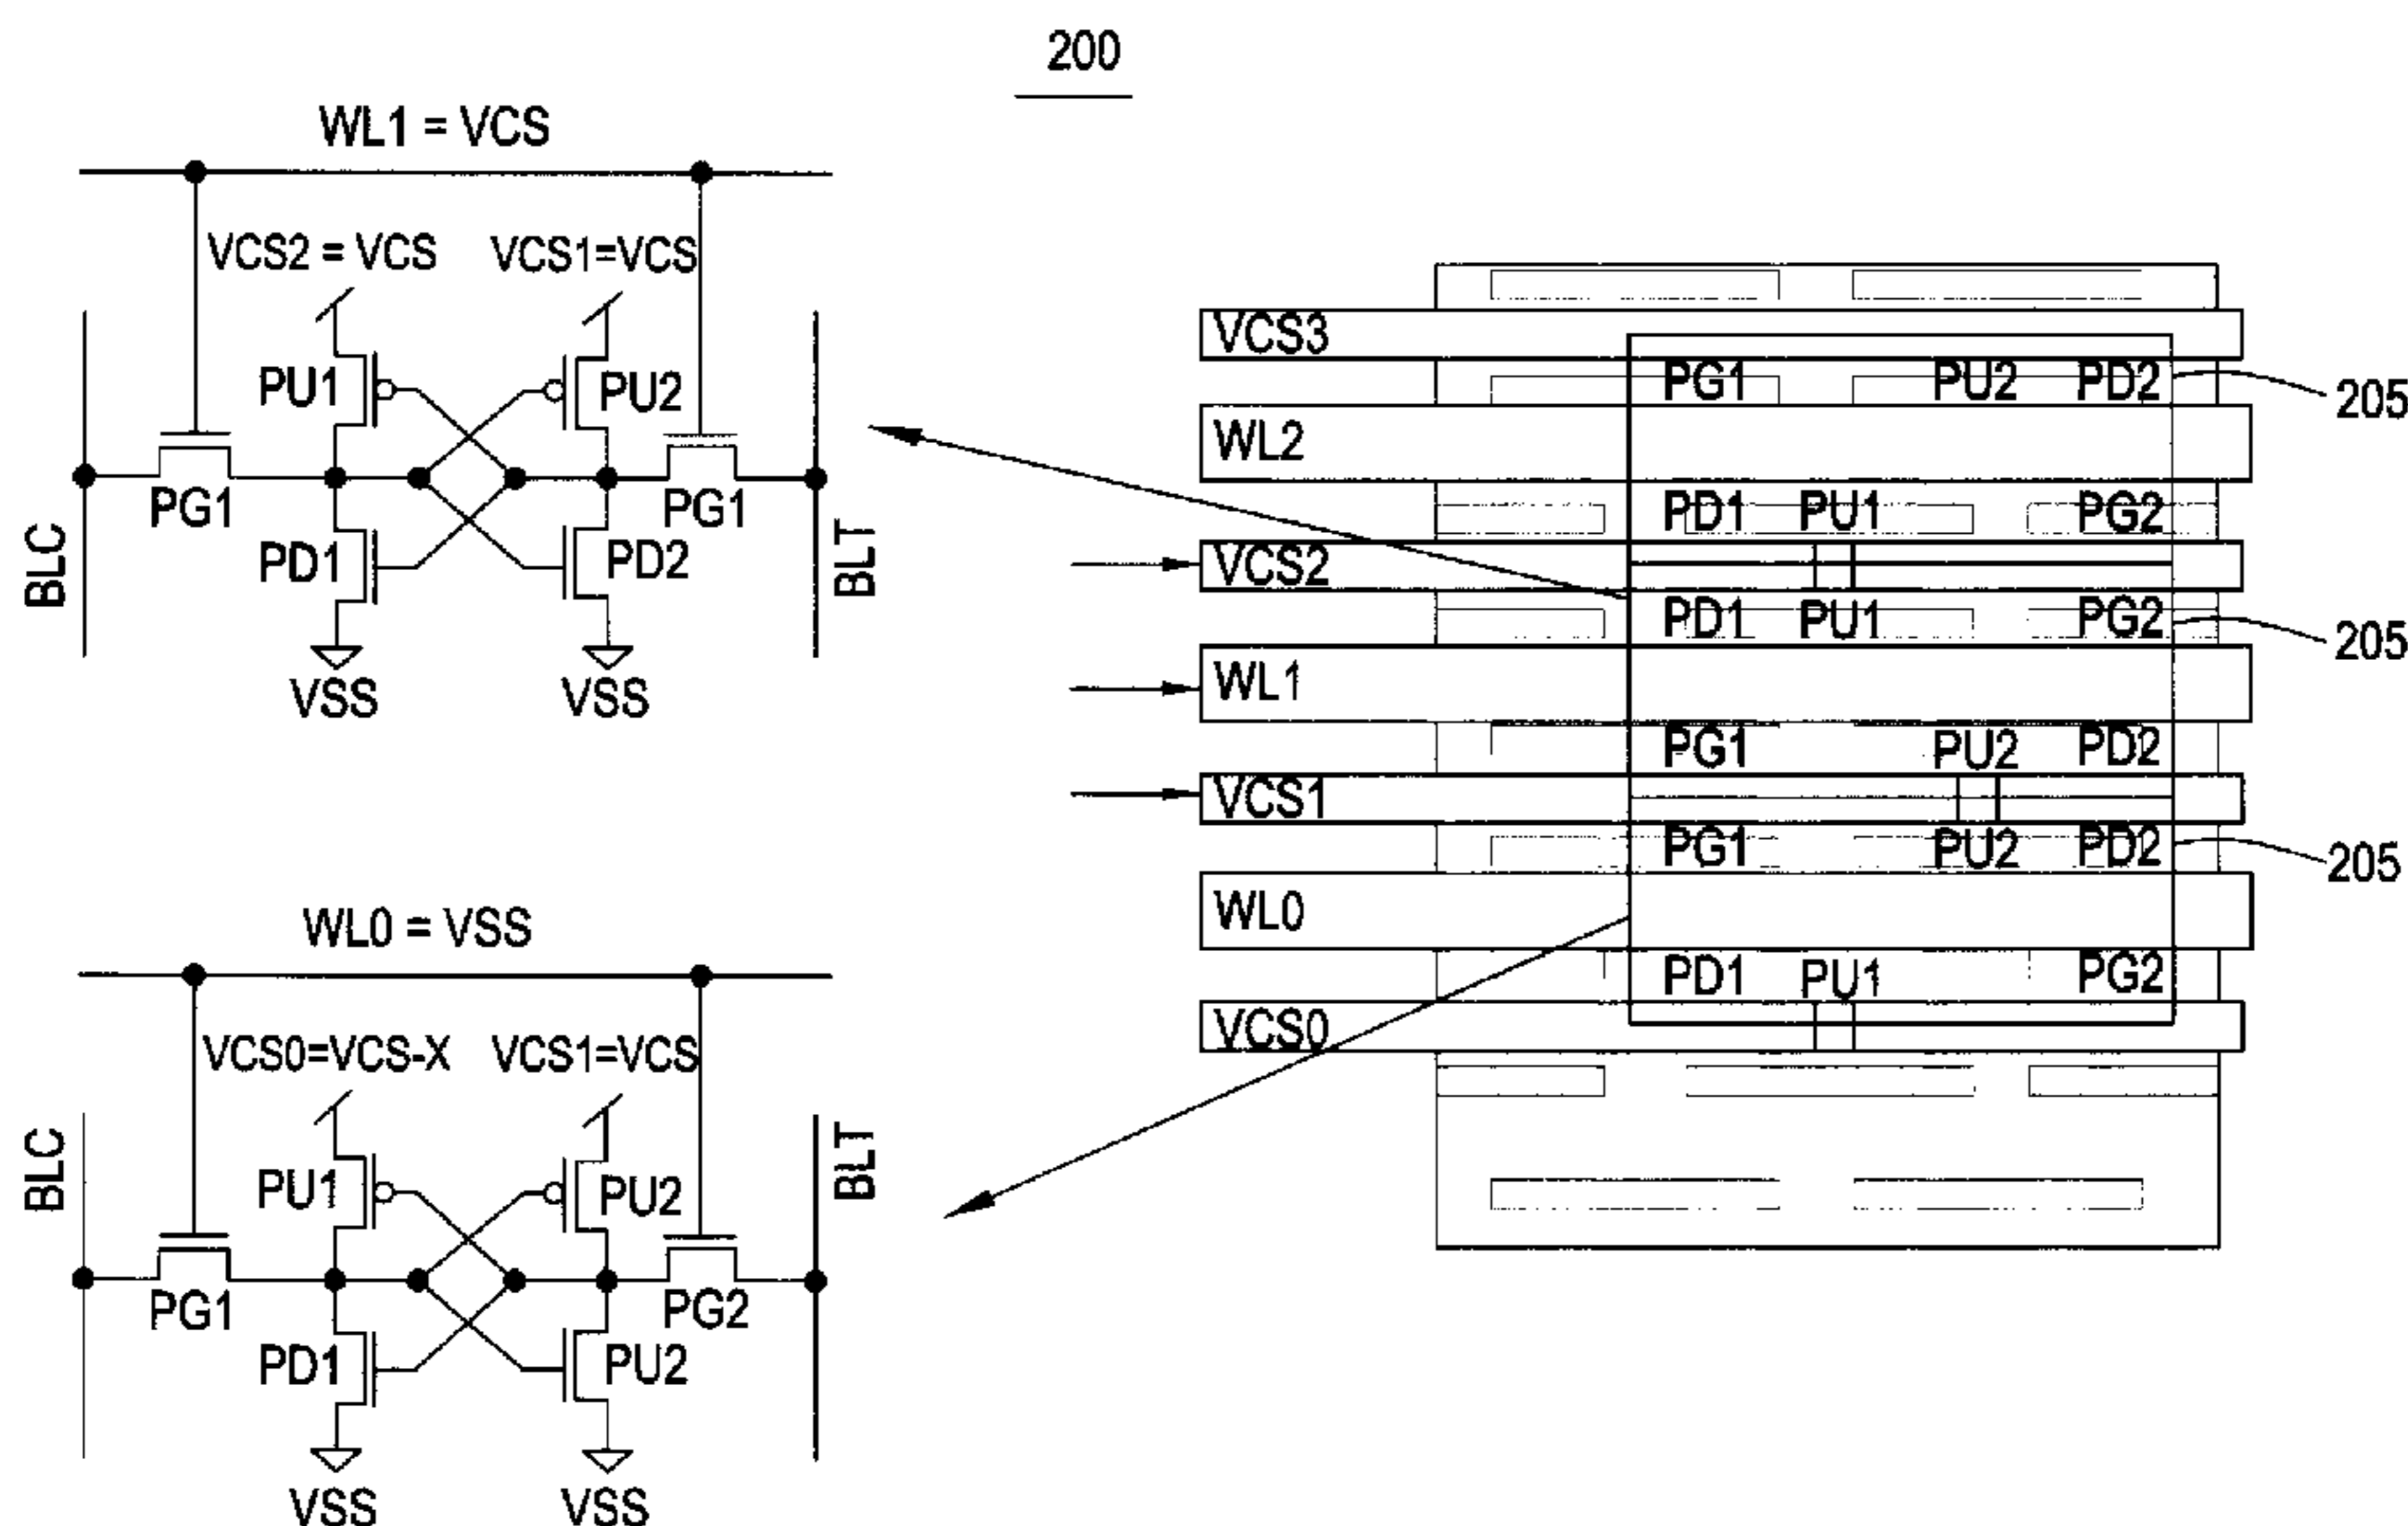 200
WL1 = VCS
VCS2 = VCS
VCS1=VCS
PU1
PU2
PG1
PG1
BLC
BLT
PD1
PD2
VSS
VSS
WL0 = VSS
VCS0=VCS-X
VCS1=VCS
BLC
BLT
PU1
PU2
PG1
PG2
PD1
PU2
VSS
VSS
VCS3
PG1 PU2 PD2
205
WL2
PD1 PU1 PG2
VCS2
PD1 PU1 PG2
205
WL1
PG1 PU2 PD2
VCS1
PG1 PU2 PD2
205
WL0
PD1 PU1 PG2
VCS0